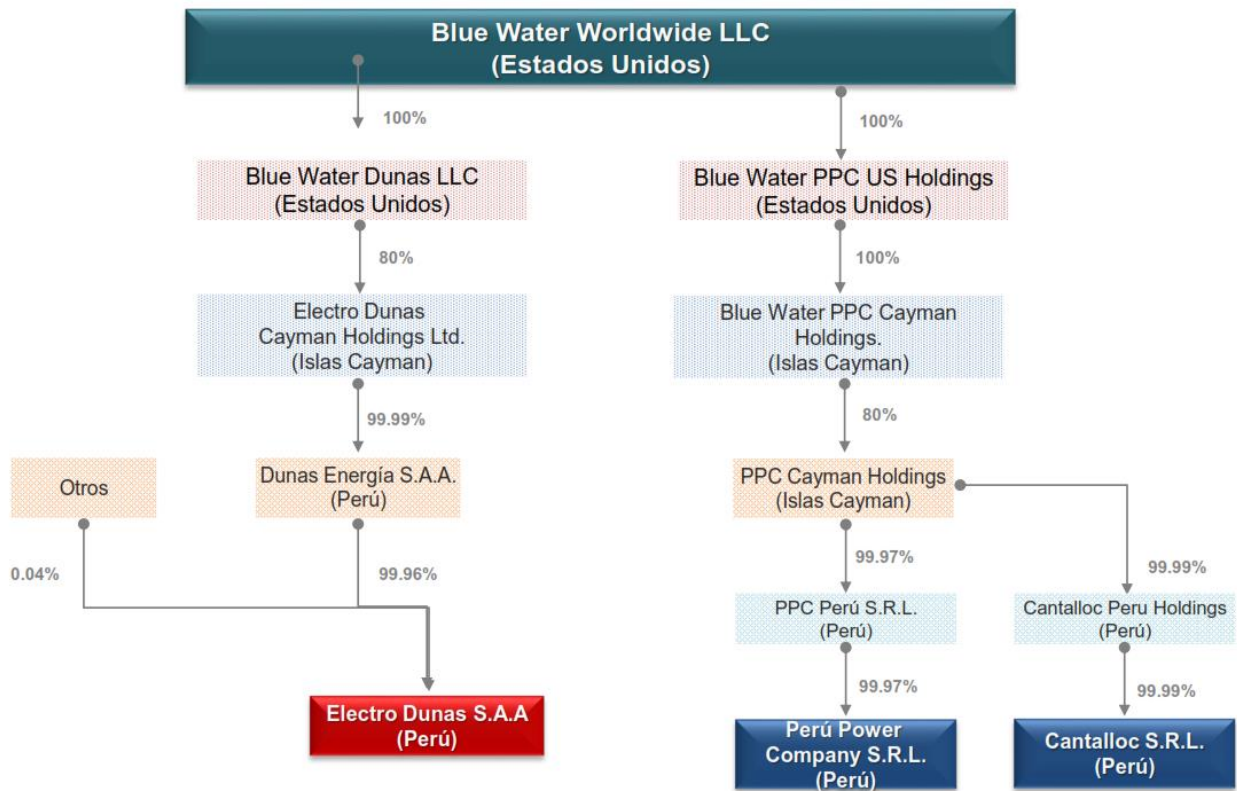 Blue Water Worldwide LLC
(Estados Unidos)
100%
100%
Blue Water Dunas LLC
(Estados Unidos)
Blue Water PPC US Holdings
(Estados Unidos)
80%
100%
Electro Dunas
Cayman Holdings Ltd.
(Islas Cayman)
Blue Water PPC Cayman
Holdings.
(Islas Cayman)
99.99%
80%
Otros
Dunas Energía S.A.A.
(Perú)
PPC Cayman Holdings
(Islas Cayman)
0.04%
99.96%
99.97%
99.99%
PPC Perú S.R.L.
(Perú)
Cantalloc Peru Holdings
(Perú)
99.97%
99.99%
Electro Dunas S.A.A
(Perú)
Perú Power
Company S.R.L.
(Perú)
Cantalloc S.R.L.
(Perú)